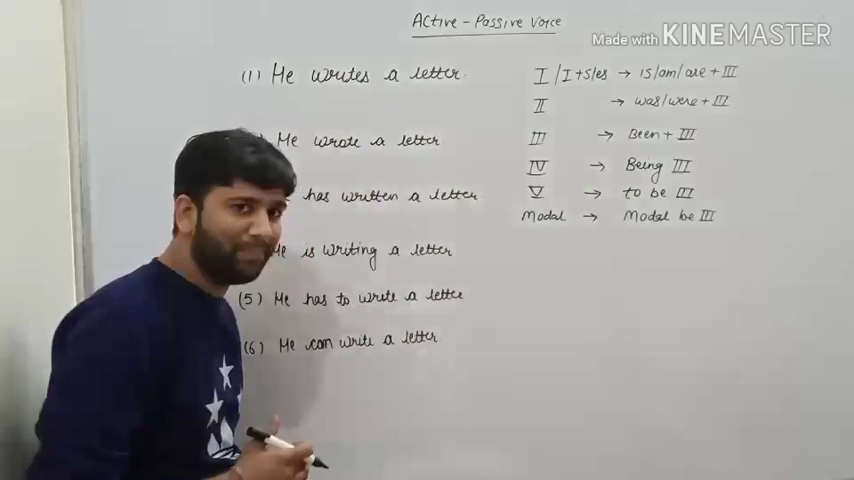 Active - Passive Voice
Made with KINEMASTER
(1) He writes a letter.
I / I+s/es → is/am/are + III
II → was/were + III
He wrote a letter
III → Been + III
has written a letter
IV → Being III
V → to be III
Modal → Modal be III
He is writing a letter
(5) He has to write a letter
(6) He can write a letter